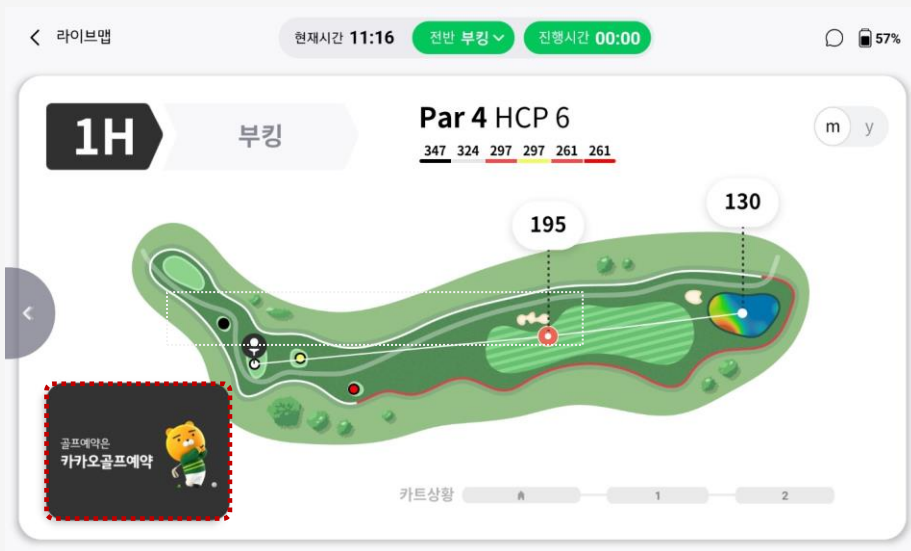 라이브맵
현재시간 11:16
전반 부킹
진행시간 00:00
57%
1H
부킹
Par 4 HCP 6
347 324 297 297 261 261
m y
195
130
골프예약은
카카오골프예약
카트상황
1
2